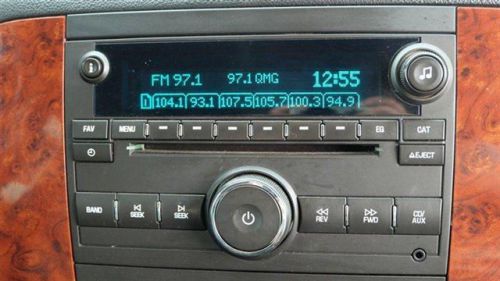 FM 97.1 97.1 QMG 12:55
1 104.1 93.1 107.5 105.7 100.3 94.9
FAV MENU EQ CAT
EJECT
BAND SEEK SEEK REV FWD CD/
AUX